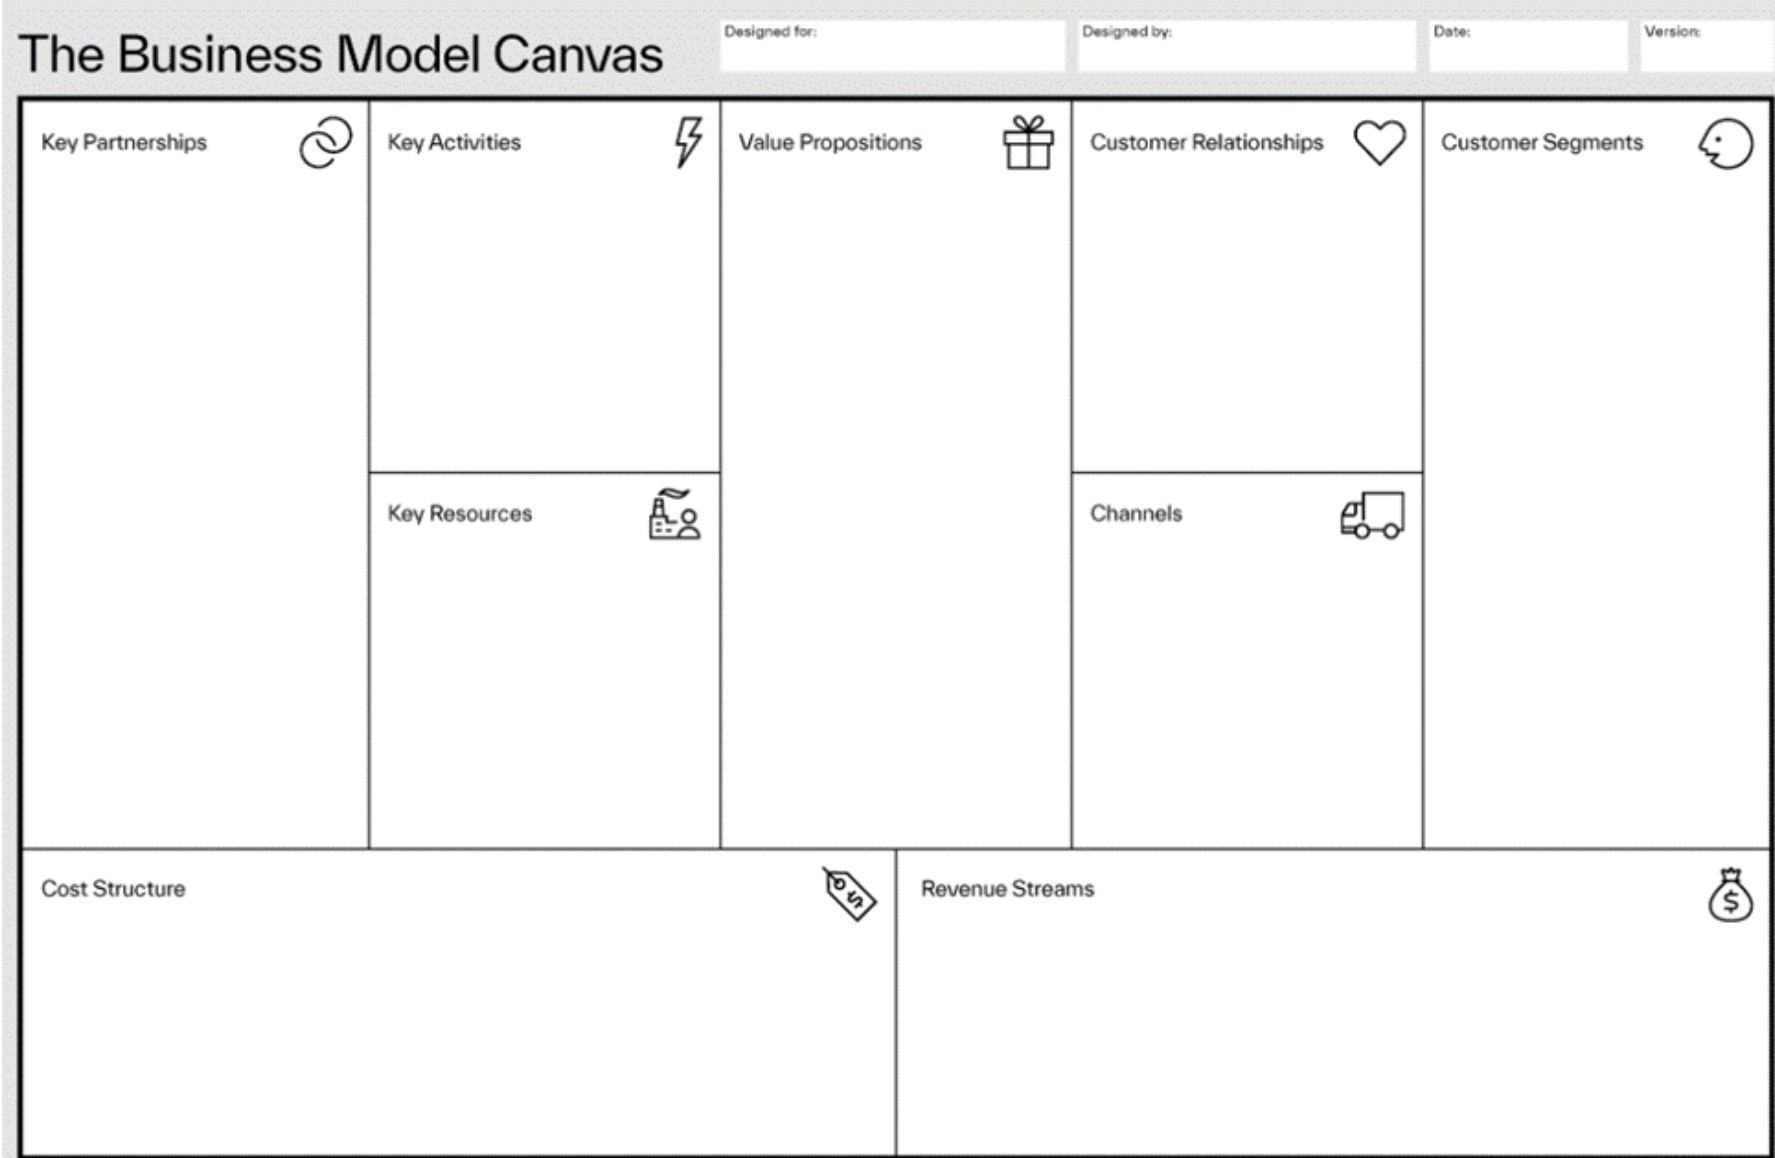 The Business Model Canvas
Designed for:
Designed by:
Date:
Version:
Key Partnerships
Key Activities
Value Propositions
Customer Relationships
Customer Segments
Key Resources
Channels
Cost Structure
$
Revenue Streams
$